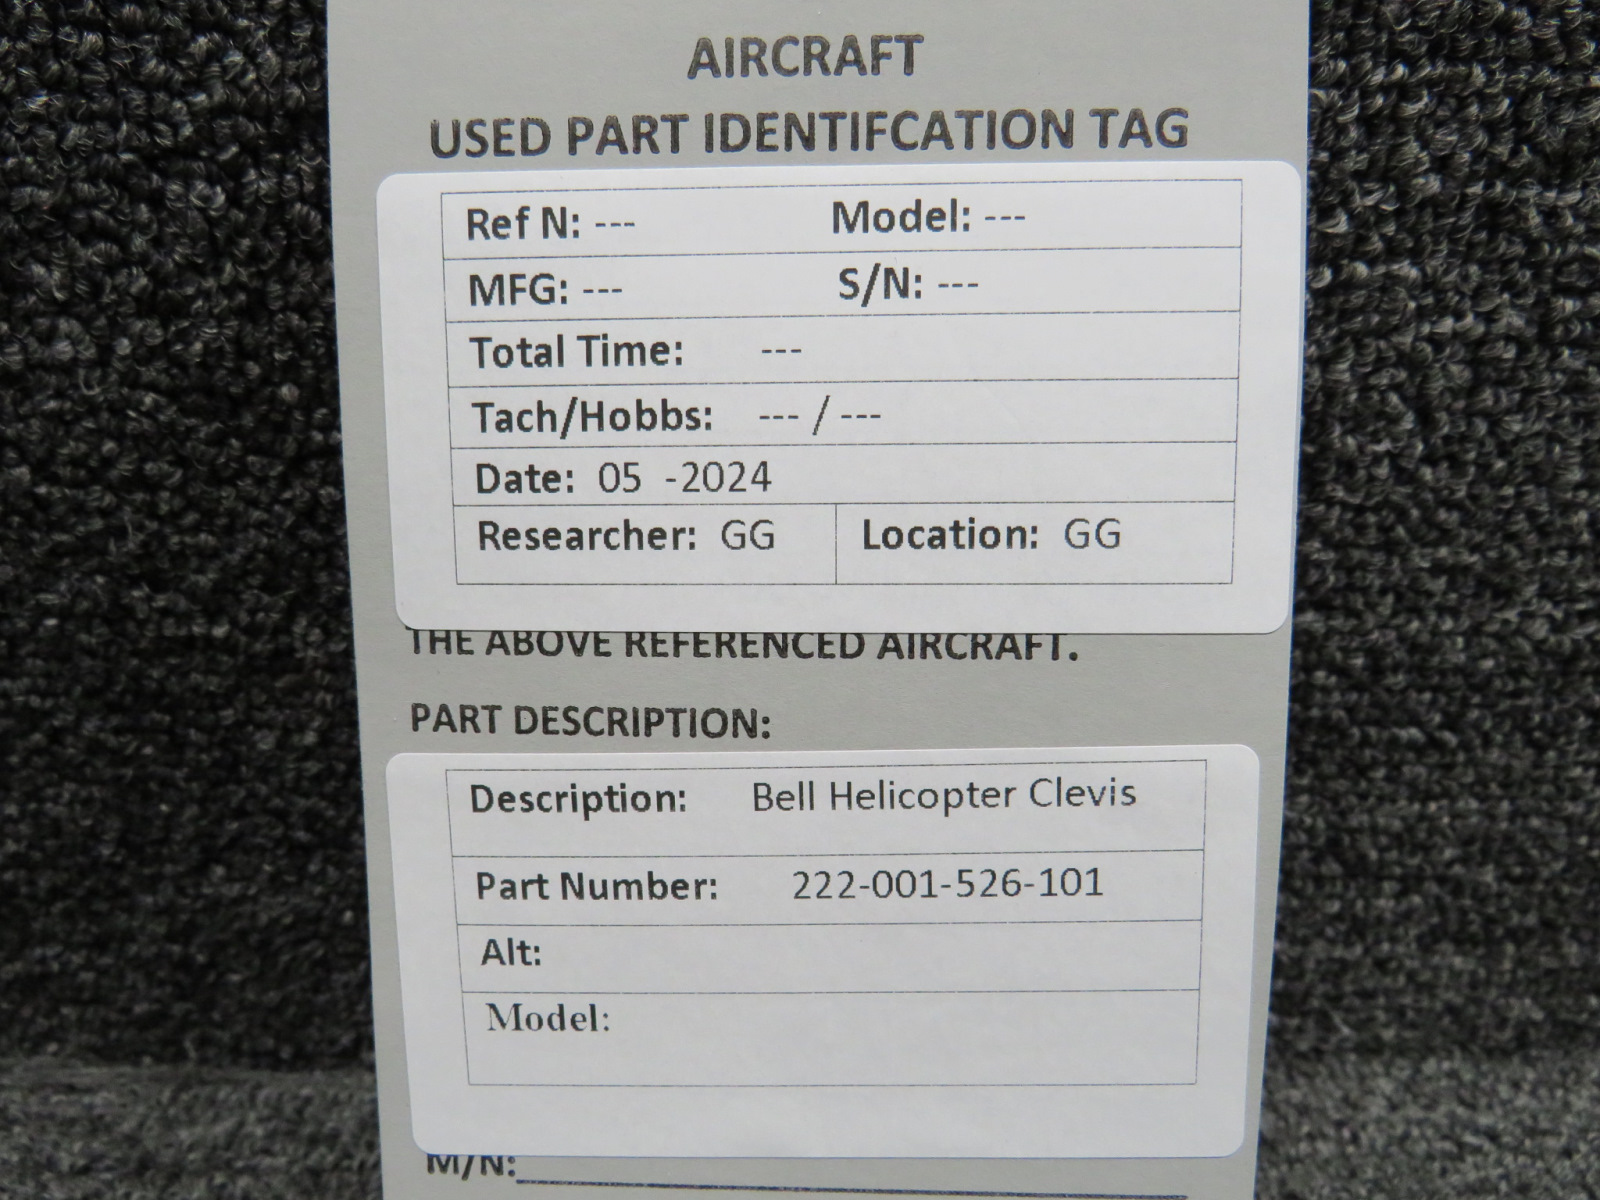 AIRCRAFT
USED PART IDENTIFCATION TAG
Ref N: --- Model: ---
MFG: --- S/N: ---
Total Time: ---
Tach/Hobbs: --- / ---
Date: 05 -2024
Researcher: GG Location: GG
THE ABOVE REFERENCED AIRCRAFT.
PART DESCRIPTION:
Description: Bell Helicopter Clevis
Part Number: 222-001-526-101
Alt:
Model:
M/N: